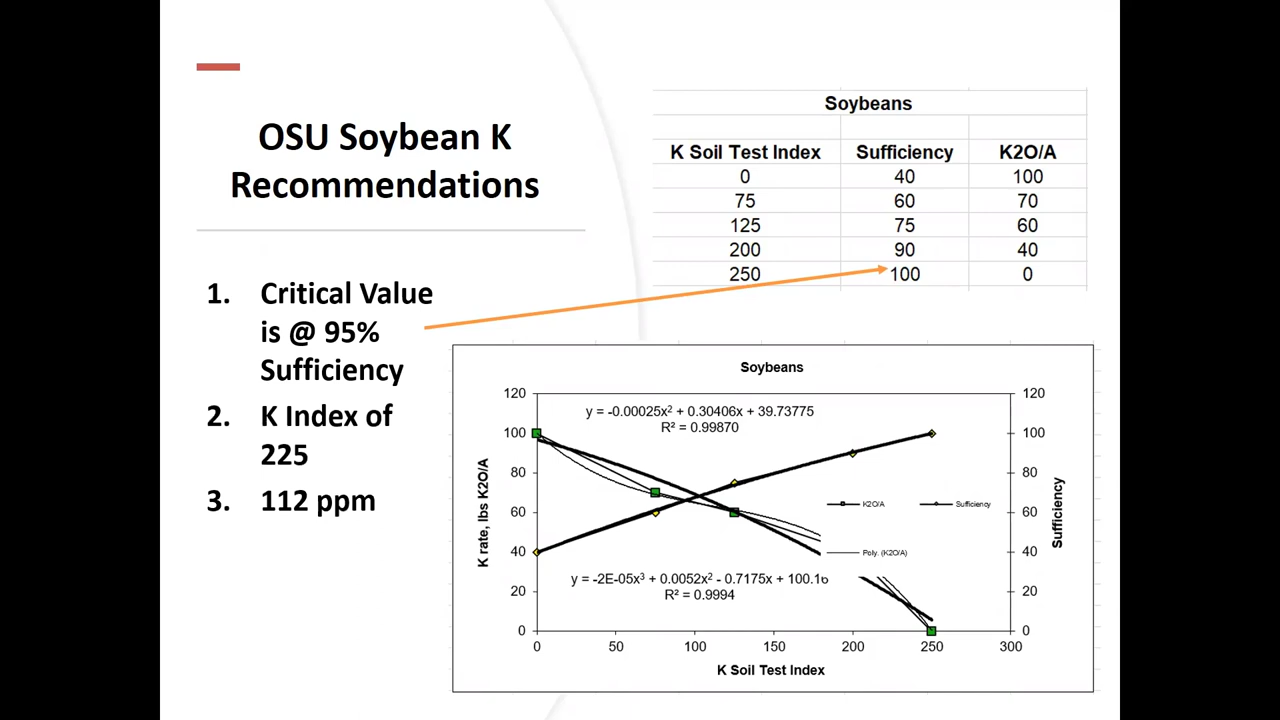 OSU Soybean K
Recommendations
1. Critical Value
is @ 95%
Sufficiency
2. K Index of
225
3. 112 ppm
Soybeans
K Soil Test Index Sufficiency K2O/A
0 40 100
75 60 70
125 75 60
200 90 40
250 100 0
Soybeans
y = -0.00025x² + 0.30406x + 39.73775
R² = 0.99870
y = -2E-05x³ + 0.0052x² - 0.7175x + 100.16
R² = 0.9994
K2O/A Sufficiency
Poly. (K2O/A)
K rate, lbs K2O/A
120
100
80
60
40
20
0
Sufficiency
120
100
80
60
40
20
0
0 50 100 150 200 250 300
K Soil Test Index